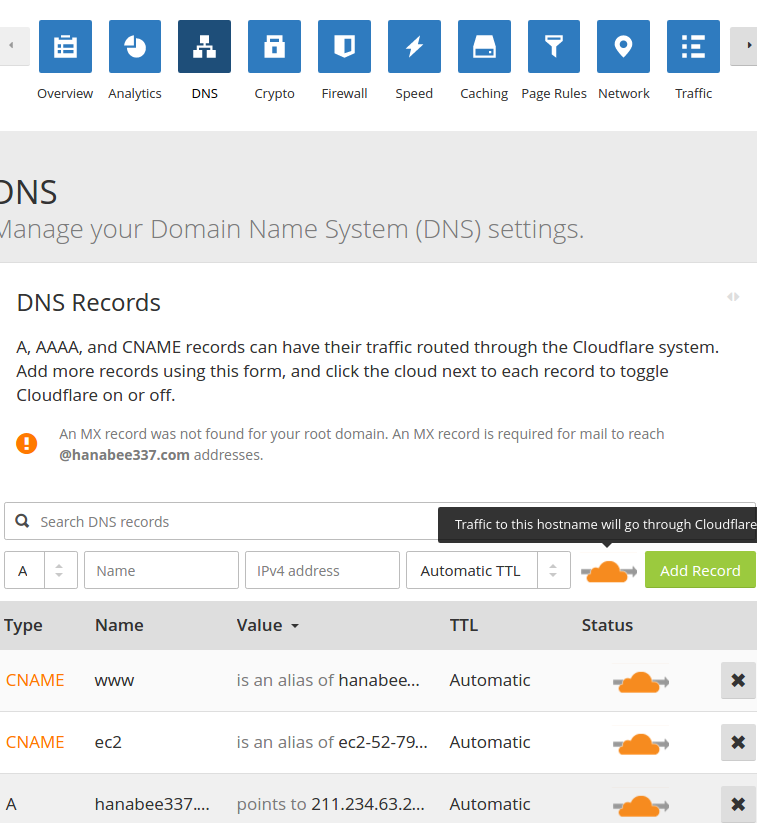 Overview Analytics DNS Crypto Firewall Speed Caching Page Rules Network Traffic
DNS
Manage your Domain Name System (DNS) settings.
DNS Records
A, AAAA, and CNAME records can have their traffic routed through the Cloudflare system.
Add more records using this form, and click the cloud next to each record to toggle
Cloudflare on or off.
An MX record was not found for your root domain. An MX record is required for mail to reach
@hanabee337.com addresses.
Search DNS records
Traffic to this hostname will go through Cloudflare
A Name IPv4 address Automatic TTL Add Record
Type Name Value TTL Status
CNAME www is an alias of hanabee... Automatic
CNAME ec2 is an alias of ec2-52-79... Automatic
A hanabee337.... points to 211.234.63.2... Automatic